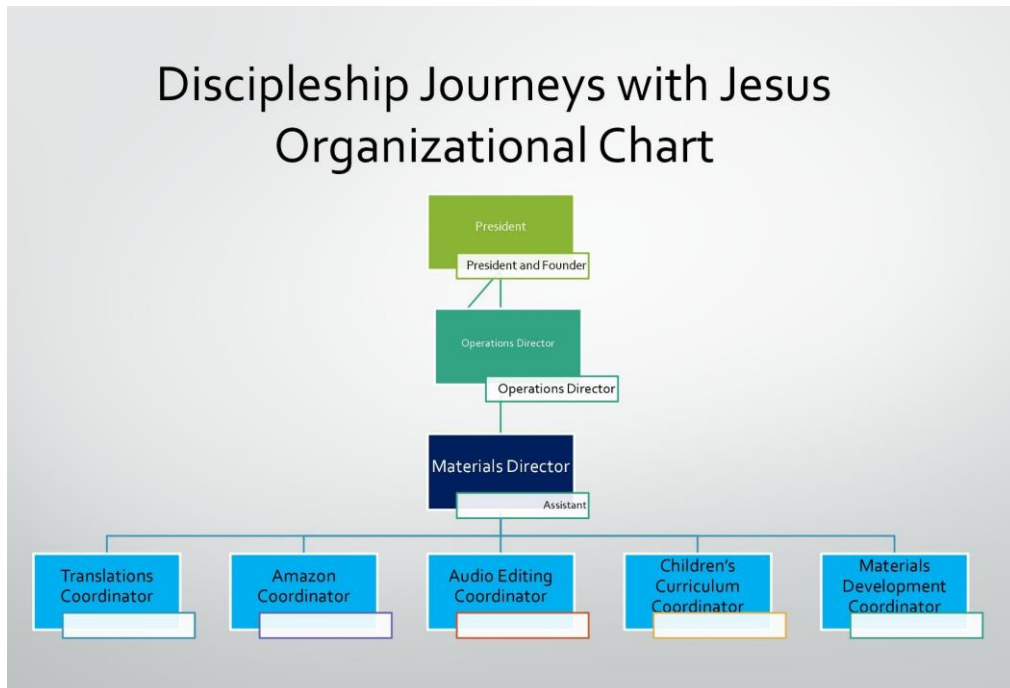 Discipleship Journeys with Jesus
Organizational Chart
President
President and Founder
Operations Director
Operations Director
Materials Director
Assistant
Translations
Coordinator
Amazon
Coordinator
Audio Editing
Coordinator
Children's
Curriculum
Coordinator
Materials
Development
Coordinator